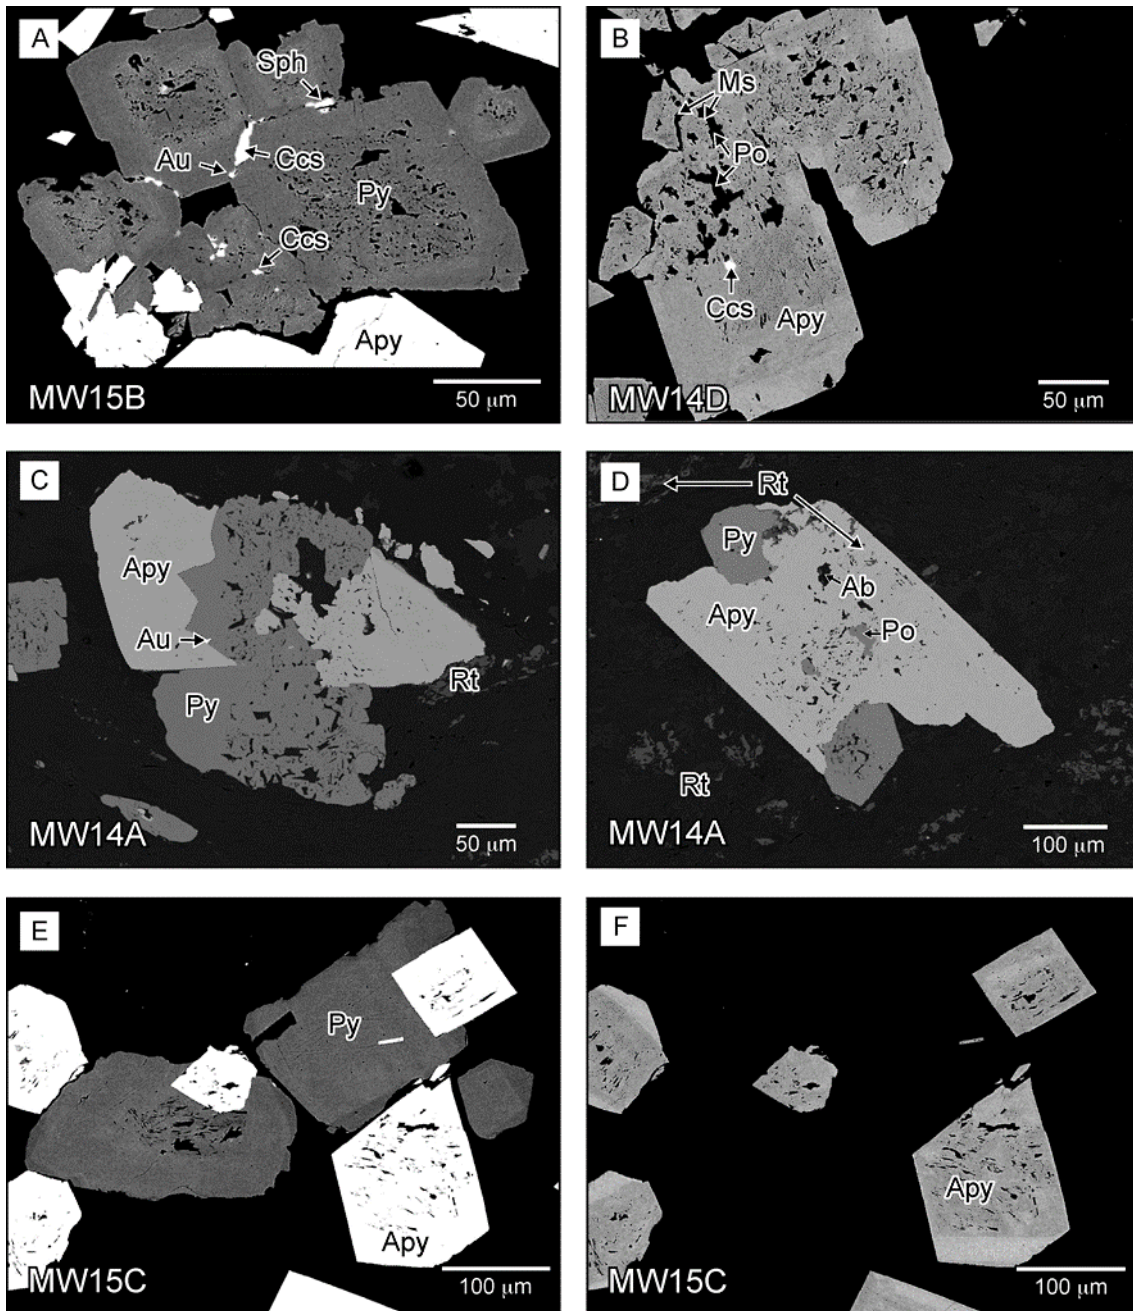 A
Sph
Au
Ccs
Py
Ccs
Apy
MW15B
50 μm
B
Ms
Po
Ccs
Apy
MW14D
50 μm
C
Apy
Au
Py
Rt
MW14A
50 μm
D
Rt
Py
Ab
Apy
Po
Rt
MW14A
100 μm
E
Py
Apy
MW15C
100 μm
F
Apy
MW15C
100 μm